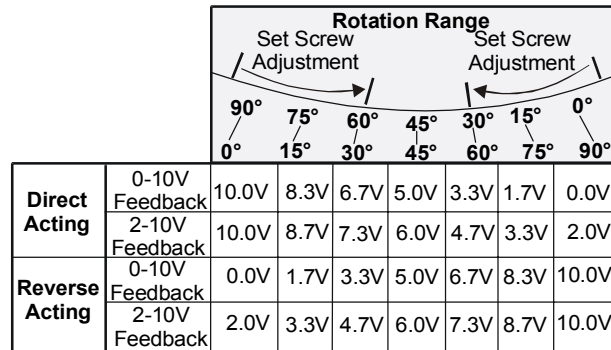 Rotation Range
Set Screw Adjustment
Set Screw Adjustment
90° 75° 60° 45° 30° 15° 0°
0° 15° 30° 45° 60° 75° 90°
Direct Acting
0-10V Feedback 10.0V 8.3V 6.7V 5.0V 3.3V 1.7V 0.0V
2-10V Feedback 10.0V 8.7V 7.3V 6.0V 4.7V 3.3V 2.0V
Reverse Acting
0-10V Feedback 0.0V 1.7V 3.3V 5.0V 6.7V 8.3V 10.0V
2-10V Feedback 2.0V 3.3V 4.7V 6.0V 7.3V 8.7V 10.0V